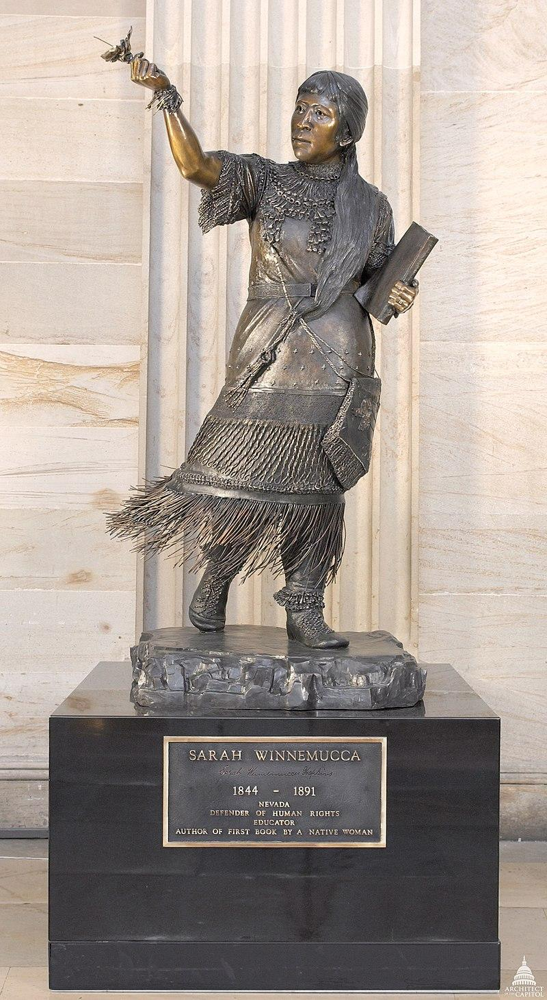 SARAH WINNEMUCCA
Sarah Winnemucca Hopkins
1844 - 1891
NEVADA
DEFENDER OF HUMAN RIGHTS
EDUCATOR
AUTHOR OF FIRST BOOK BY A NATIVE WOMAN
ARCHITECT
OF THE CAPITOL